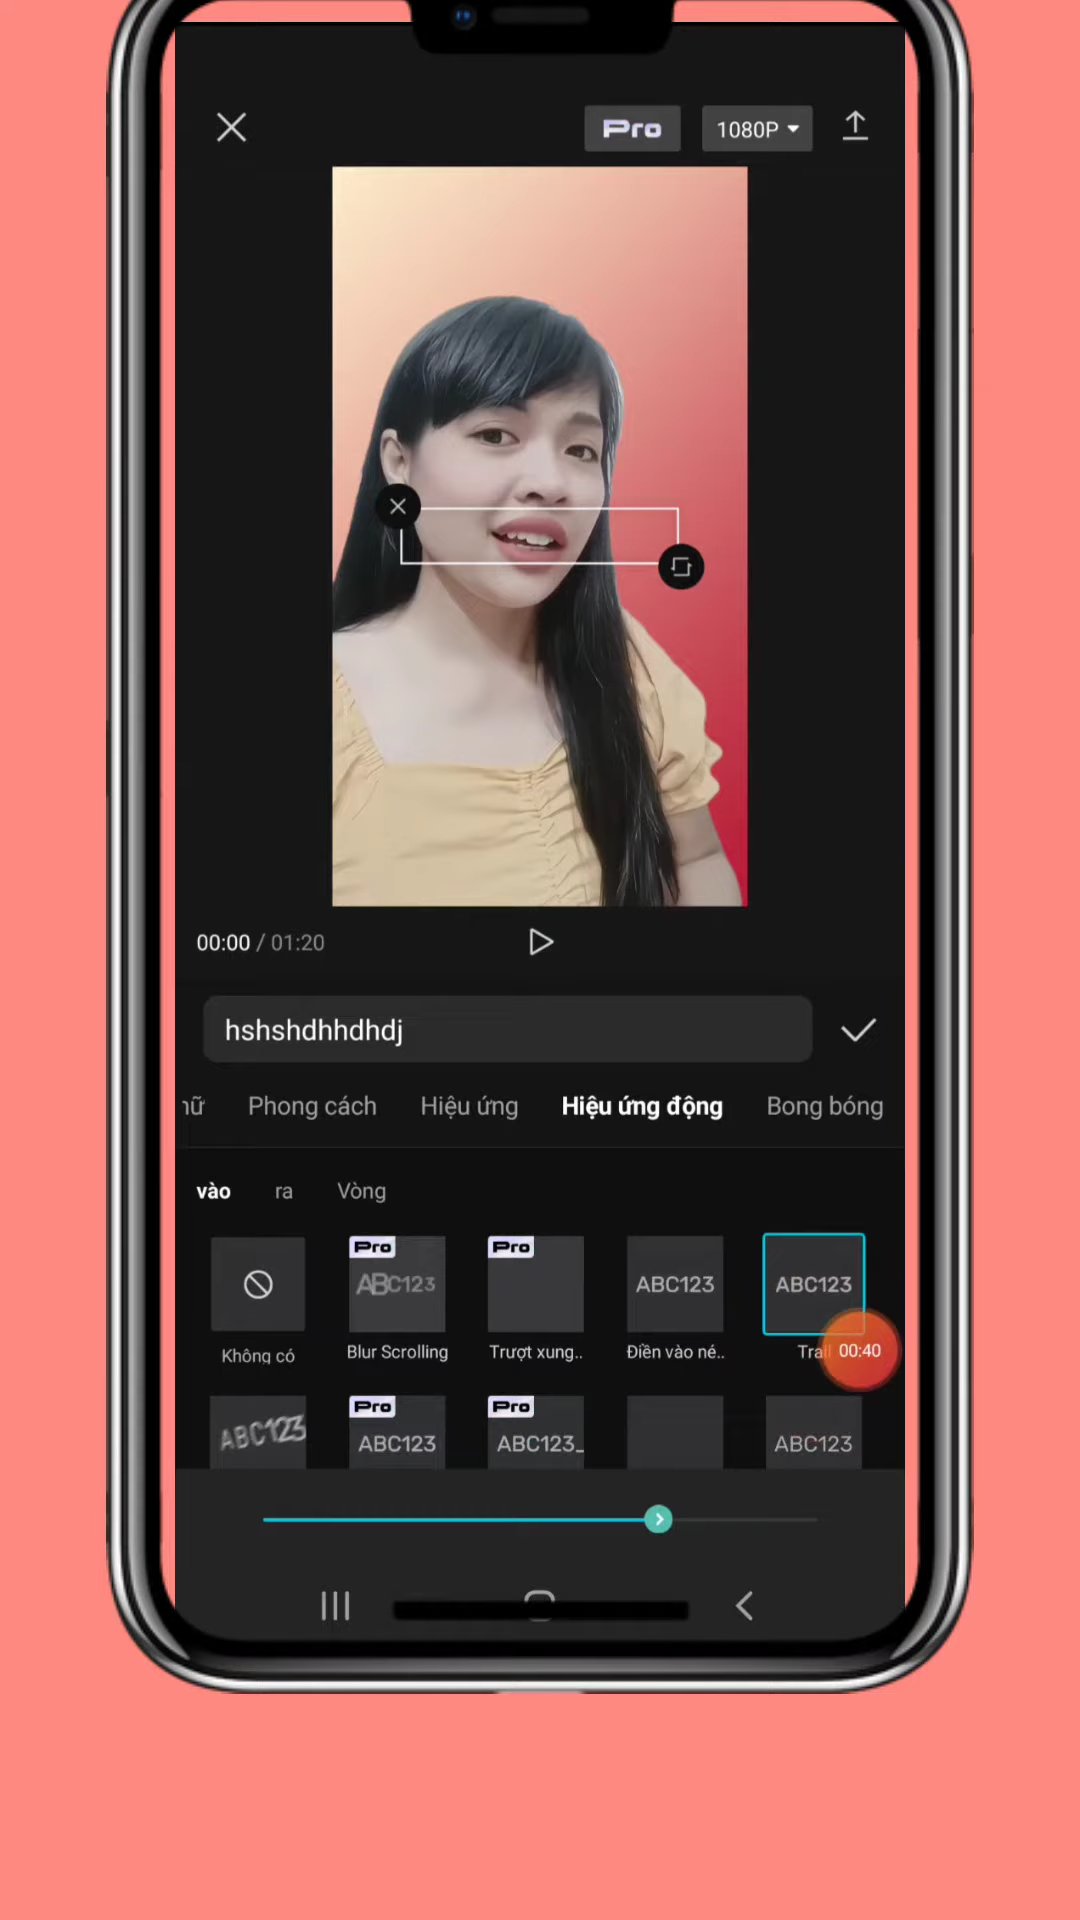 Pro 1080P
00:00 / 01:20
hshshdhhdhdj
Phong cách Hiệu ứng Hiệu ứng động Bong bóng
vào ra Vòng
Pro Pro
ABC123 ABC123 ABC123
Không có Blur Scrolling Trượt xung.. Điền vào né.. 00:40
Pro Pro
ABC123 ABC123 ABC123_ ABC123